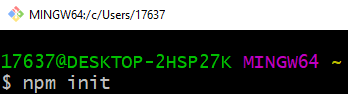 MINGW64:/c/Users/17637
17637@DESKTOP-2HSP27K MINGW64 ~
$ npm init